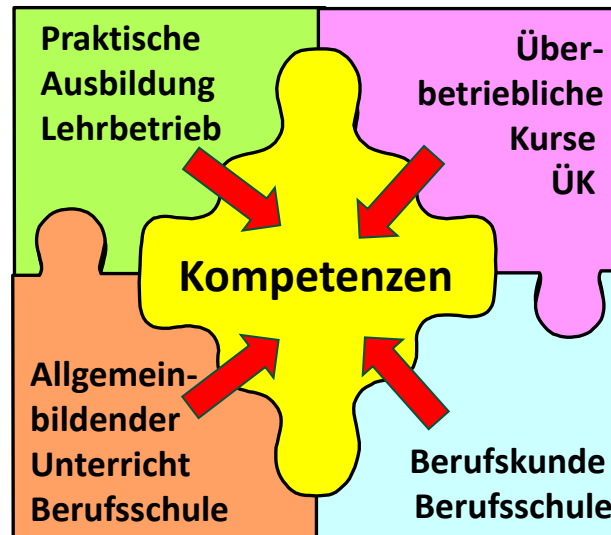 Praktische
Ausbildung
Lehrbetrieb
Über-
betriebliche
Kurse
ÜK
Kompetenzen
Allgemein-
bildender
Unterricht
Berufsschule
Berufskunde
Berufsschule